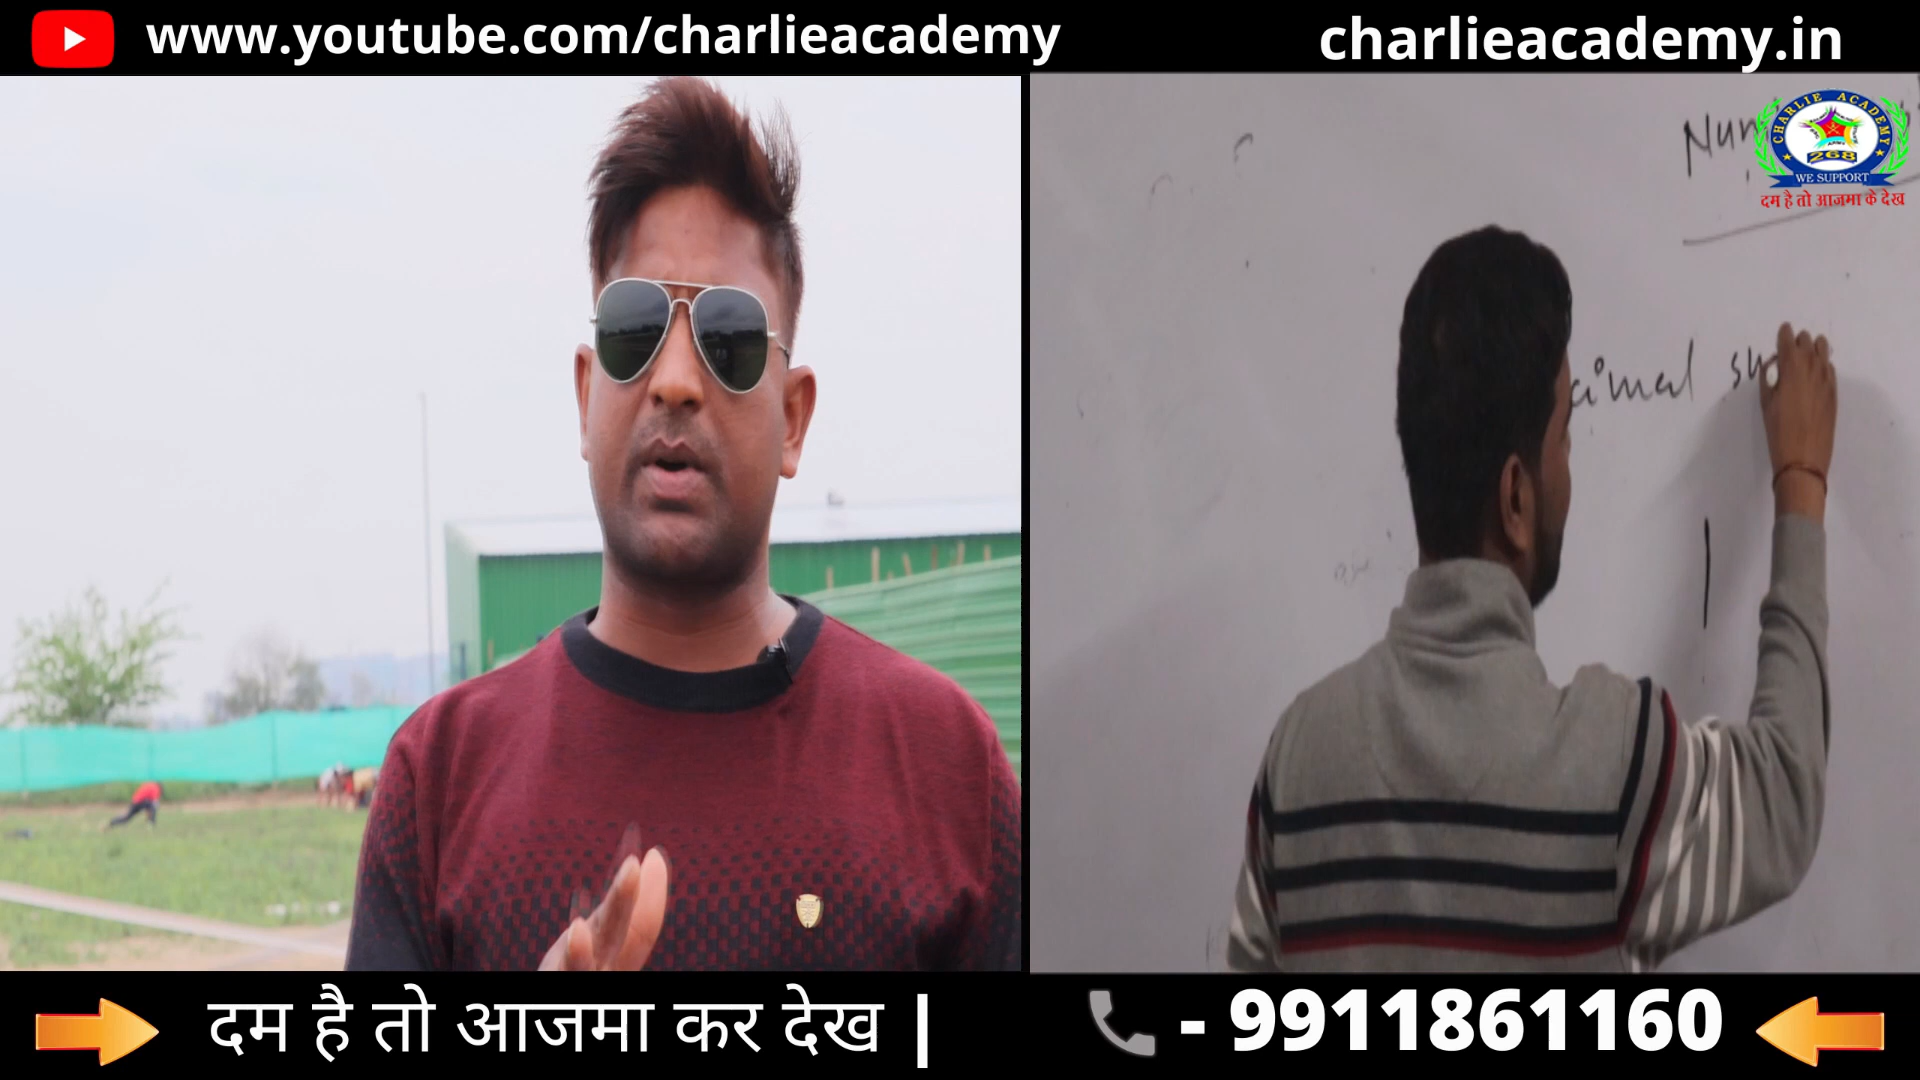 www.youtube.com/charlieacademy
charlieacademy.in
CHARLIE ACADEMY
268
WE SUPPORT
दम है तो आजमा के देख
दम है तो आजमा कर देख |
- 9911861160